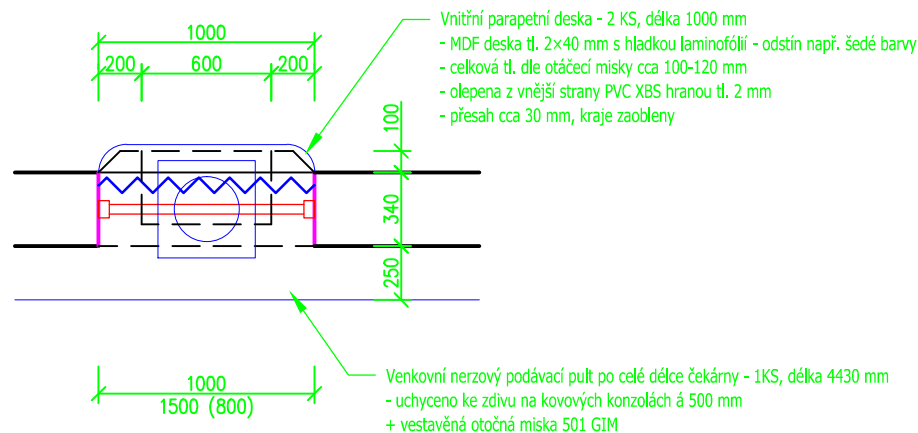 Vnitřní parapetní deska - 2 KS, délka 1000 mm
- MDF deska tl. 2×40 mm s hladkou laminofólií - odstín např. šedé barvy
- celková tl. dle otáčecí misky cca 100-120 mm
- olepena z vnější strany PVC XBS hranou tl. 2 mm
- přesah cca 30 mm, kraje zaobleny
1000
200 600 200
100
340
250
1000
1500 (800)
Venkovní nerzový podávací pult po celé délce čekárny - 1KS, délka 4430 mm
- uchyceno ke zdivu na kovových konzolách á 500 mm
+ vestavěná otočná miska 501 GIM